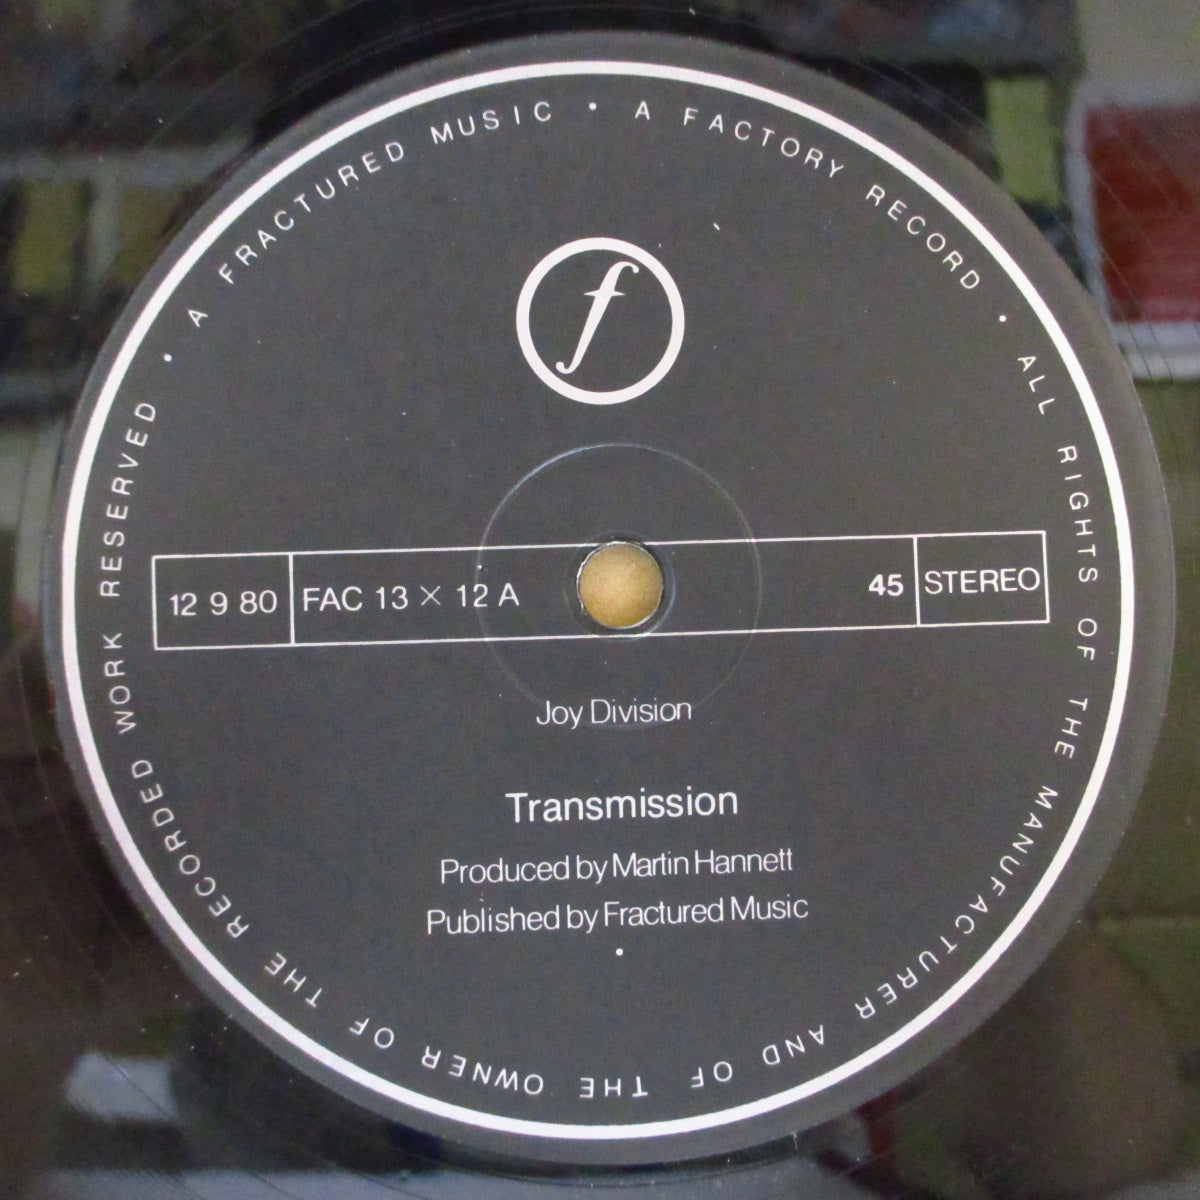 A FRACTURED MUSIC • A FACTORY RECORD • ALL RIGHTS OF THE MANUFACTURER AND OF THE OWNER OF THE RECORDED WORK RESERVED •
f
12 9 80 FAC 13 × 12 A 45 STEREO
Joy Division
Transmission
Produced by Martin Hannett
Published by Fractured Music